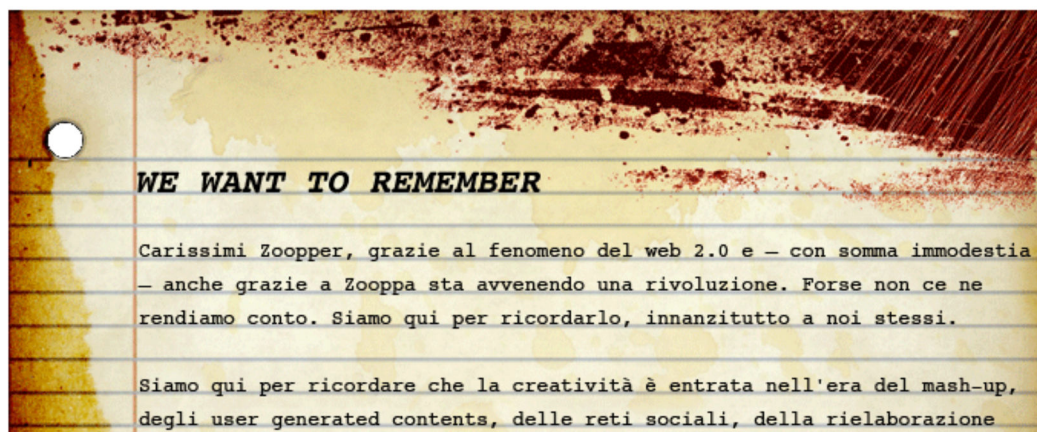 WE WANT TO REMEMBER
Carissimi Zoopper, grazie al fenomeno del web 2.0 e – con somma immodestia
– anche grazie a Zooppa sta avvenendo una rivoluzione. Forse non ce ne
rendiamo conto. Siamo qui per ricordarlo, innanzitutto a noi stessi.
Siamo qui per ricordare che la creatività è entrata nell'era del mash-up,
degli user generated contents, delle reti sociali, della rielaborazione